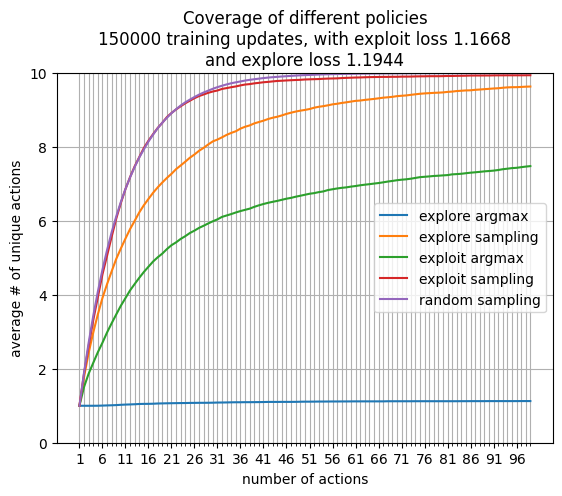 Coverage of different policies
150000 training updates, with exploit loss 1.1668
and explore loss 1.1944
10
8
6
4
2
0
average # of unique actions
explore argmax
explore sampling
exploit argmax
exploit sampling
random sampling
1 6 11 16 21 26 31 36 41 46 51 56 61 66 71 76 81 86 91 96
number of actions